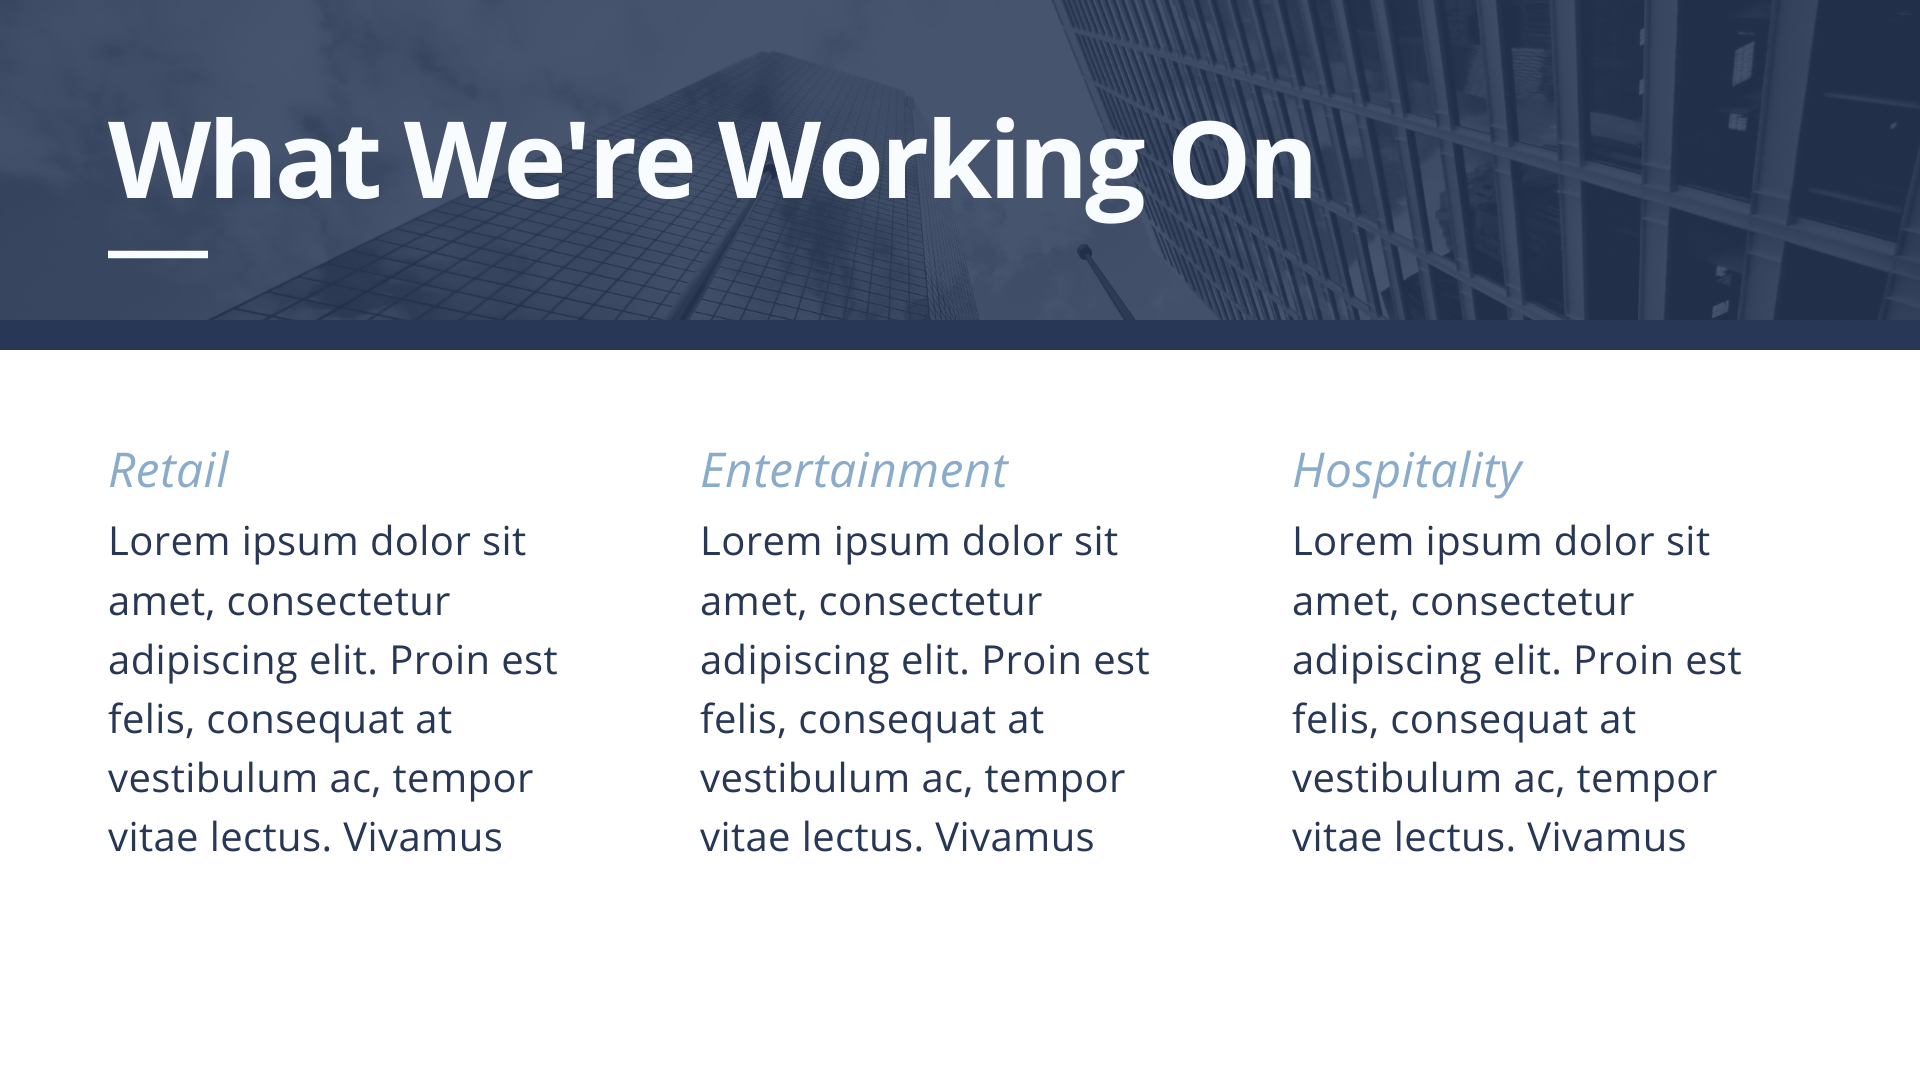 What We're Working On
Retail
Lorem ipsum dolor sit
amet, consectetur
adipiscing elit. Proin est
felis, consequat at
vestibulum ac, tempor
vitae lectus. Vivamus
Entertainment
Lorem ipsum dolor sit
amet, consectetur
adipiscing elit. Proin est
felis, consequat at
vestibulum ac, tempor
vitae lectus. Vivamus
Hospitality
Lorem ipsum dolor sit
amet, consectetur
adipiscing elit. Proin est
felis, consequat at
vestibulum ac, tempor
vitae lectus. Vivamus